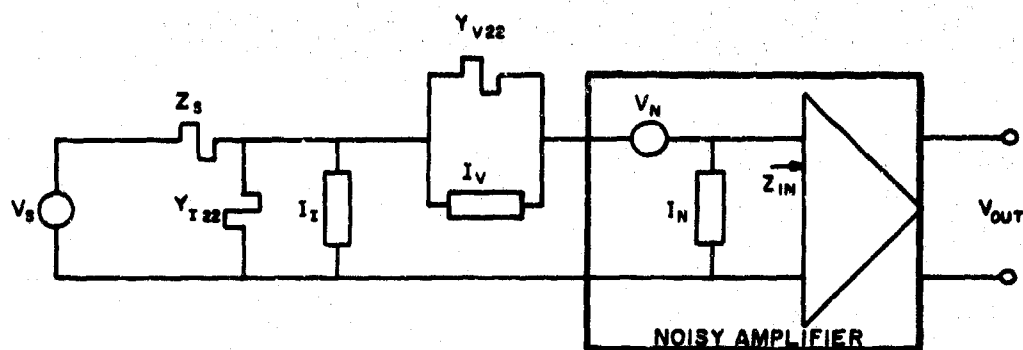 Y_V22
Z_S
V_N
Y_I22
I_I
I_V
V_S
I_N
Z_IN
V_OUT
NOISY AMPLIFIER